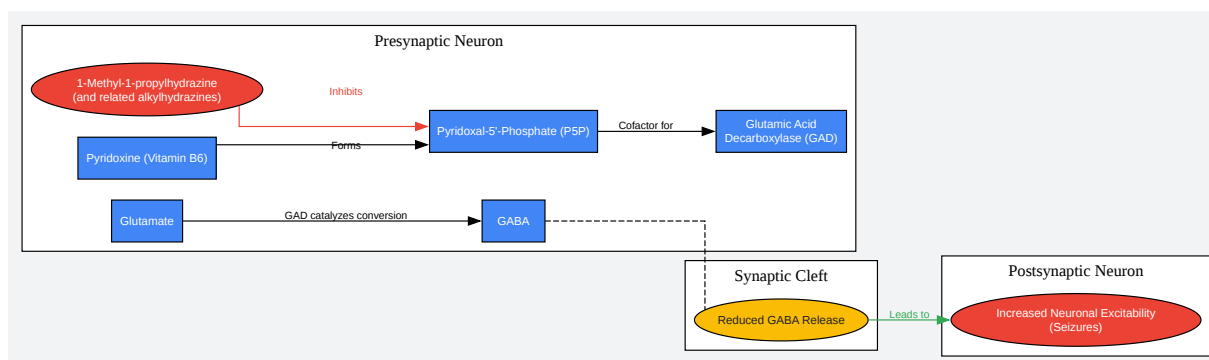 Presynaptic Neuron
1-Methyl-1-propylhydrazine
(and related alkylhydrazines)
Inhibits
Pyridoxal-5'-Phosphate (P5P)
Cofactor for
Glutamic Acid
Decarboxylase (GAD)
Pyridoxine (Vitamin B6)
Forms
Glutamate
GAD catalyzes conversion
GABA
Synaptic Cleft
Reduced GABA Release
Leads to
Postsynaptic Neuron
Increased Neuronal Excitability
(Seizures)